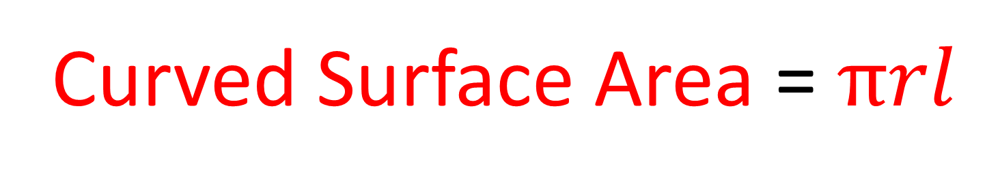 Curved Surface Area = π𝑟𝑙